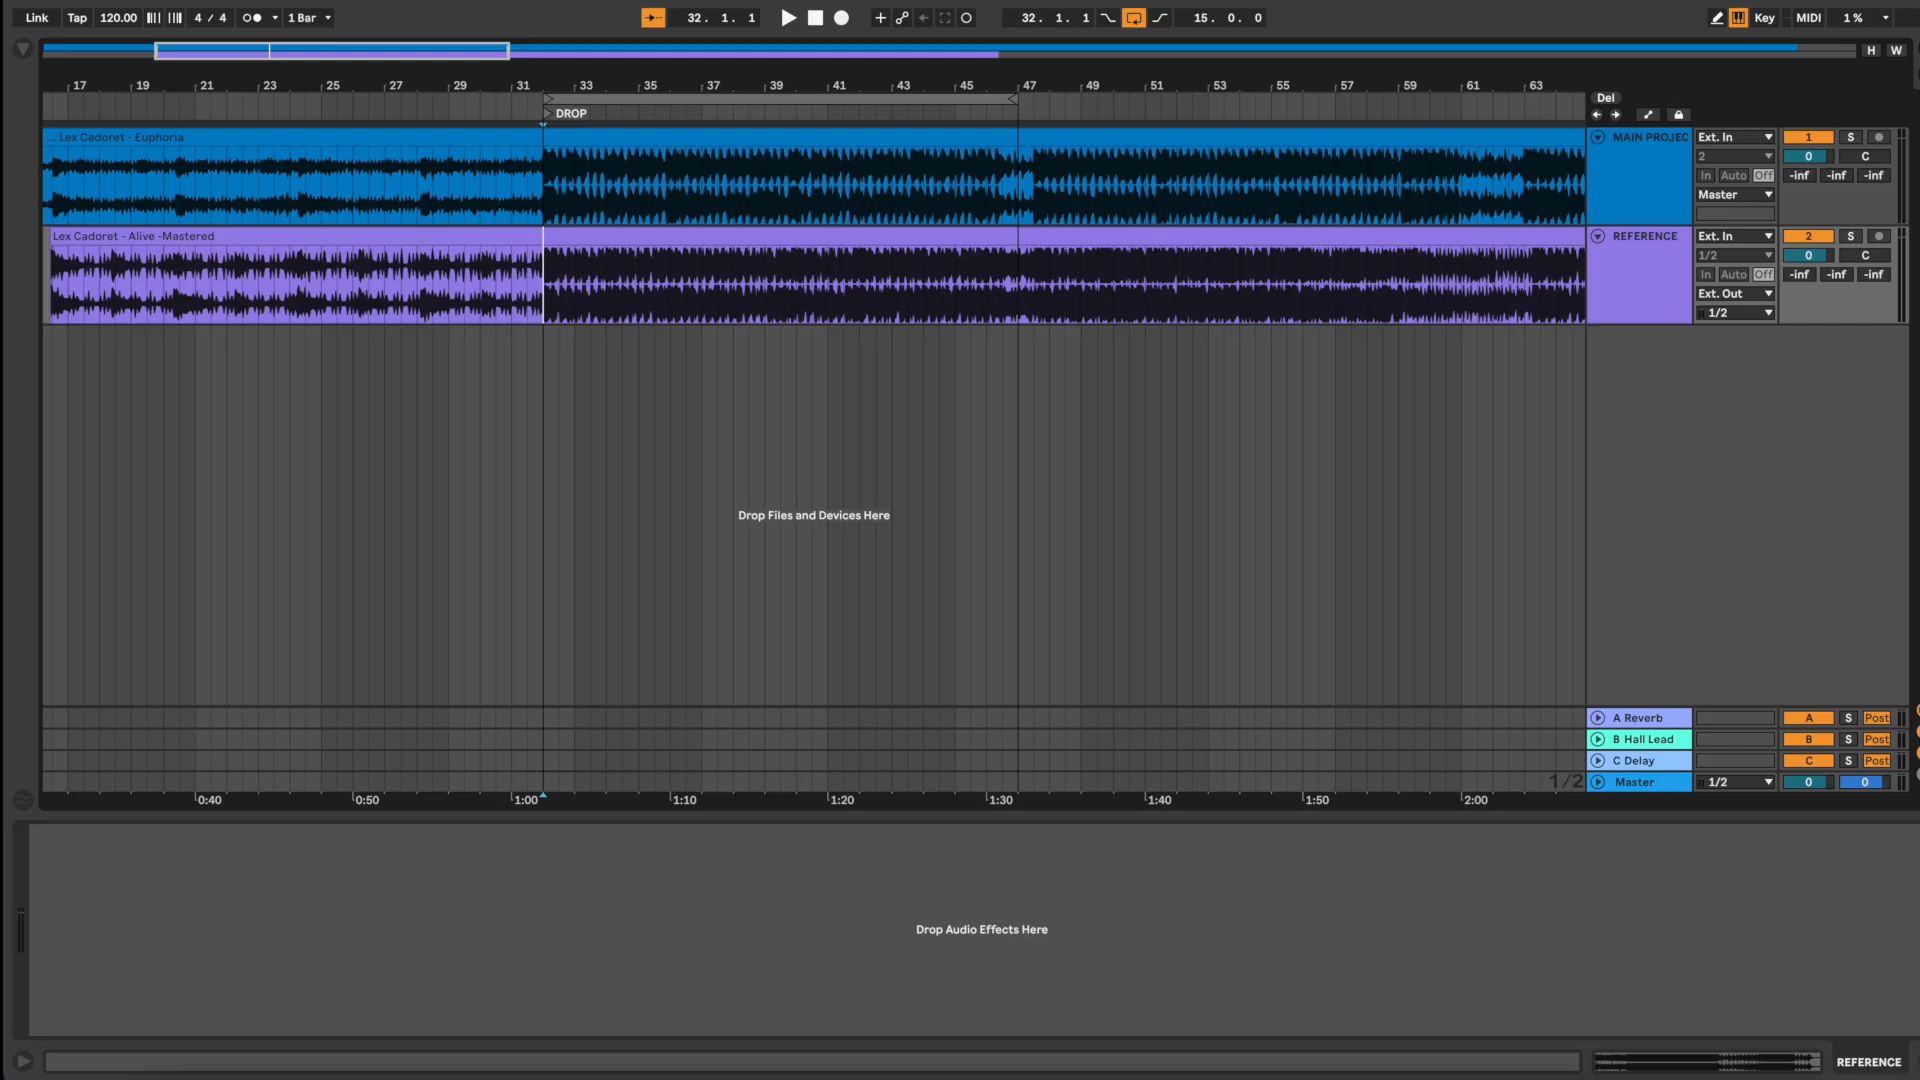 Link Tap 120.00 4 / 4 1 Bar 32. 1. 1 32. 1. 1 15. 0. 0 Key MIDI 1 %
H W
17 19 21 23 25 27 29 31 33 35 37 39 41 43 45 47 49 51 53 55 57 59 61 63
Del
DROP
... Lex Cadoret - Euphoria MAIN PROJEC Ext. In 1 S
2 0 C
In Auto Off -inf -inf -inf
Master
Lex Cadoret - Alive -Mastered REFERENCE Ext. In 2 S
1/2 0 C
In Auto Off -inf -inf -inf
Ext. Out
1/2
Drop Files and Devices Here
A Reverb A S Post
B Hall Lead B S Post
C Delay C S Post
1/2 Master 1/2 0 0
0:40 0:50 1:00 1:10 1:20 1:30 1:40 1:50 2:00
Drop Audio Effects Here
REFERENCE